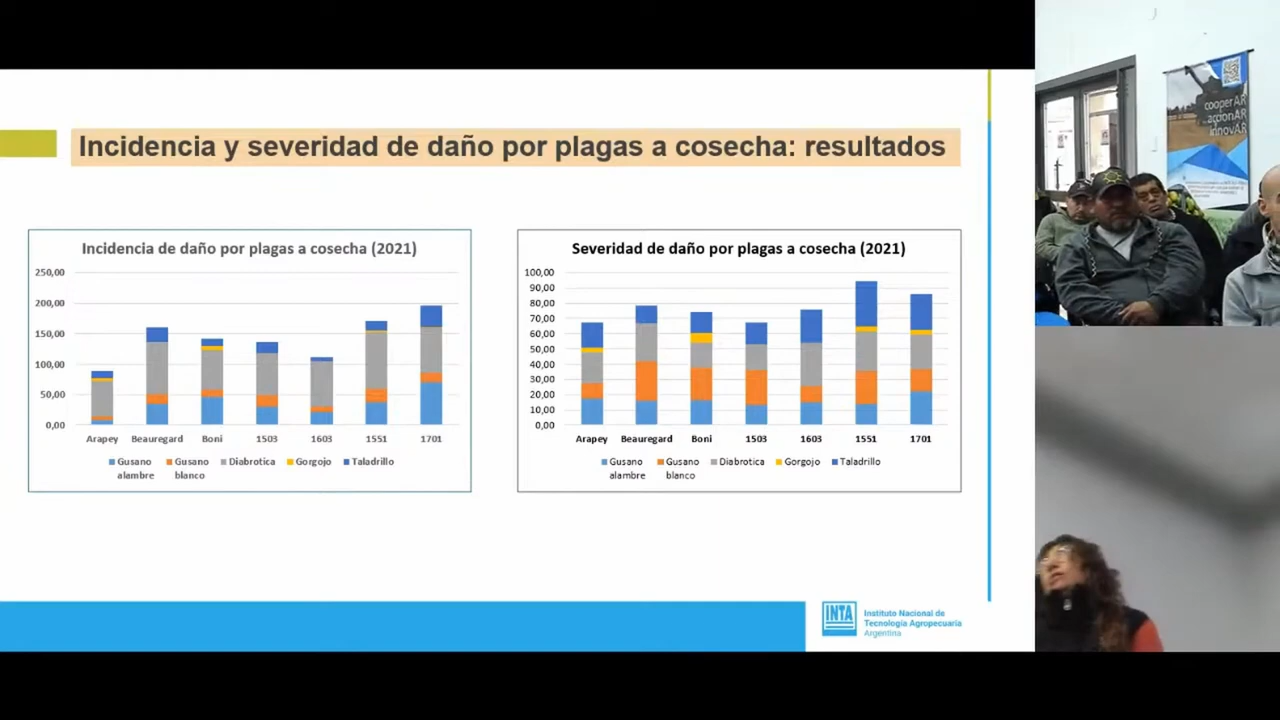 Incidencia y severidad de daño por plagas a cosecha: resultados
Incidencia de daño por plagas a cosecha (2021)
250,00
200,00
150,00
100,00
50,00
0,00
Arapey Beauregard Boni 1503 1603 1551 1701
Gusano alambre Gusano blanco Diabrotica Gorgojo Taladrillo
Severidad de daño por plagas a cosecha (2021)
100,00
90,00
80,00
70,00
60,00
50,00
40,00
30,00
20,00
10,00
0,00
Arapey Beauregard Boni 1503 1603 1551 1701
Gusano alambre Gusano blanco Diabrotica Gorgojo Taladrillo
INTA
Instituto Nacional de
Tecnología Agropecuaria
Argentina
cooperAR
accionAR
innovAR